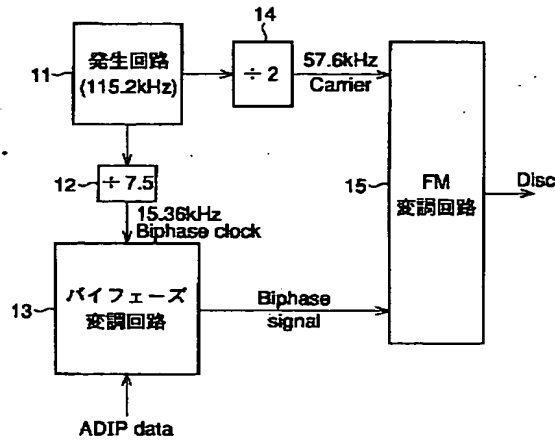 14
発生回路
(115.2kHz)
11
÷ 2
57.6kHz
Carrier
12
÷ 7.5
15.36kHz
Biphase clock
15
FM
変調回路
Disc
13
バイフェーズ
変調回路
Biphase
signal
ADIP data